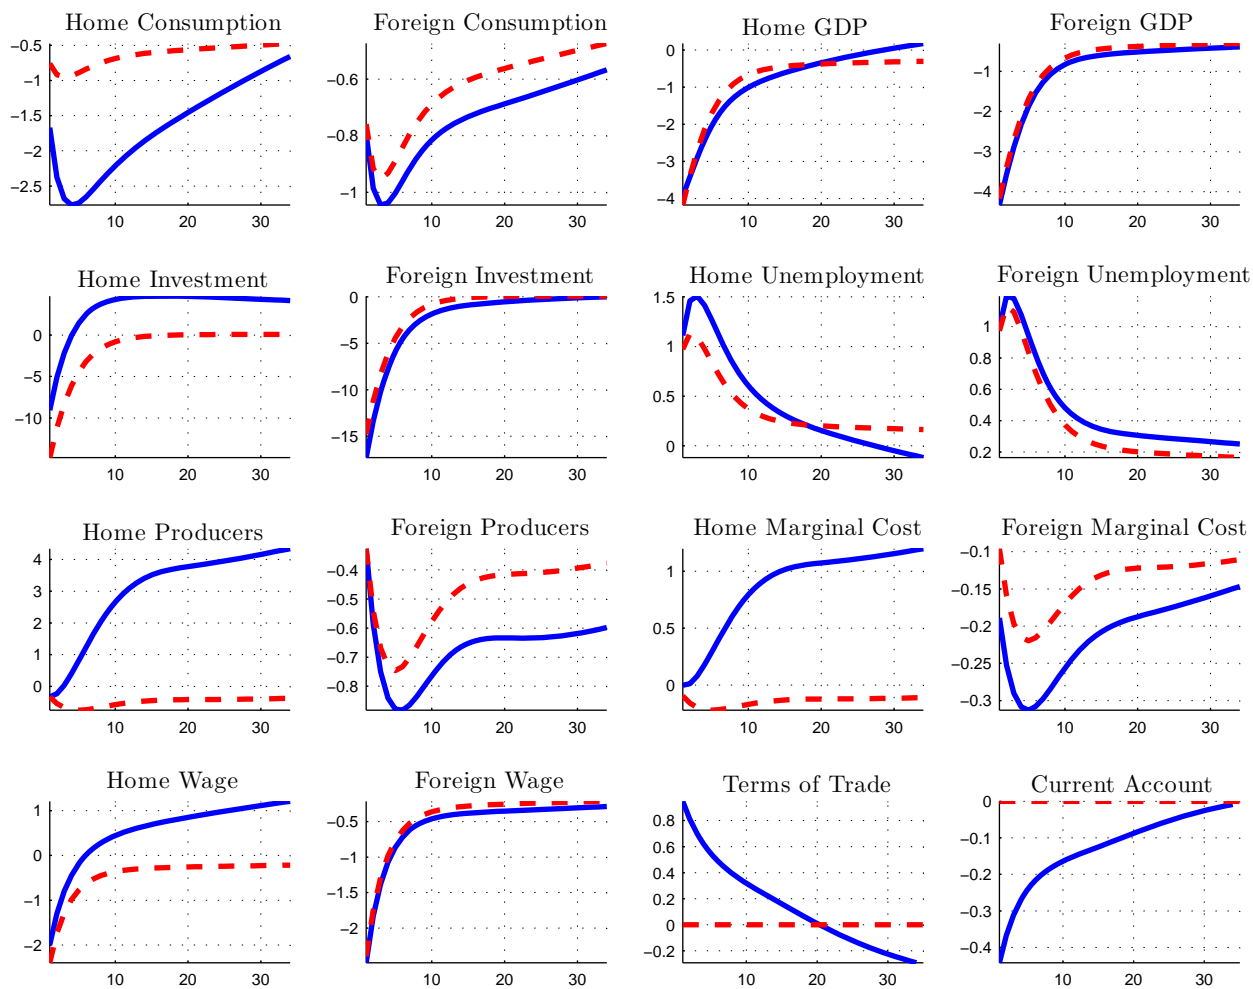 Home Consumption
−0.5
−1
−1.5
−2
−2.5
10 20 30
Foreign Consumption
−0.6
−0.8
−1
10 20 30
Home GDP
0
−1
−2
−3
−4
10 20 30
Foreign GDP
−1
−2
−3
−4
10 20 30
Home Investment
0
−5
−10
10 20 30
Foreign Investment
0
−5
−10
−15
10 20 30
Home Unemployment
1.5
1
0.5
0
10 20 30
Foreign Unemployment
1
0.8
0.6
0.4
0.2
10 20 30
Home Producers
4
3
2
1
0
10 20 30
Foreign Producers
−0.4
−0.5
−0.6
−0.7
−0.8
10 20 30
Home Marginal Cost
1
0.5
0
10 20 30
Foreign Marginal Cost
−0.1
−0.15
−0.2
−0.25
−0.3
10 20 30
Home Wage
1
0
−1
−2
10 20 30
Foreign Wage
−0.5
−1
−1.5
−2
10 20 30
Terms of Trade
0.8
0.6
0.4
0.2
0
−0.2
10 20 30
Current Account
0
−0.1
−0.2
−0.3
−0.4
10 20 30